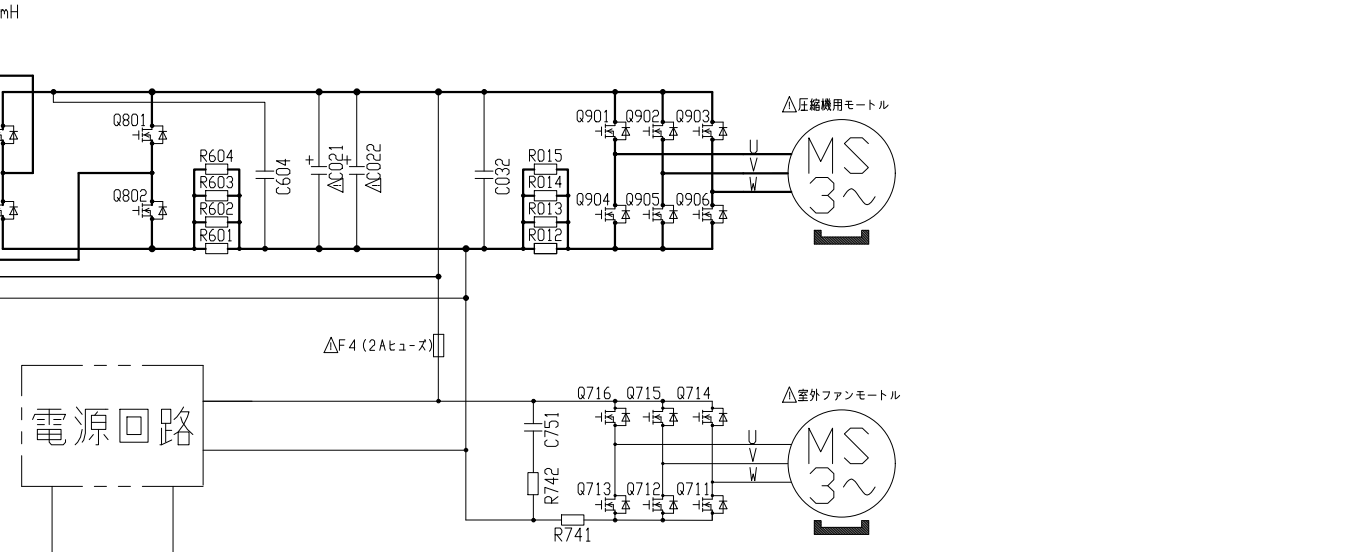 mH
⚠圧縮機用モートル
Q801
Q901 Q902 Q903
U
V
W
MS
3〜
R604
R603
R602
R601
C604
+
⚠C021
+
⚠C022
C032
R015
R014
R013
R012
Q802
Q904 Q905 Q906
⚠F4(2Aヒューズ)
電源回路
Q716 Q715 Q714
⚠室外ファンモートル
C751
R742
U
V
W
MS
3〜
Q713 Q712 Q711
R741